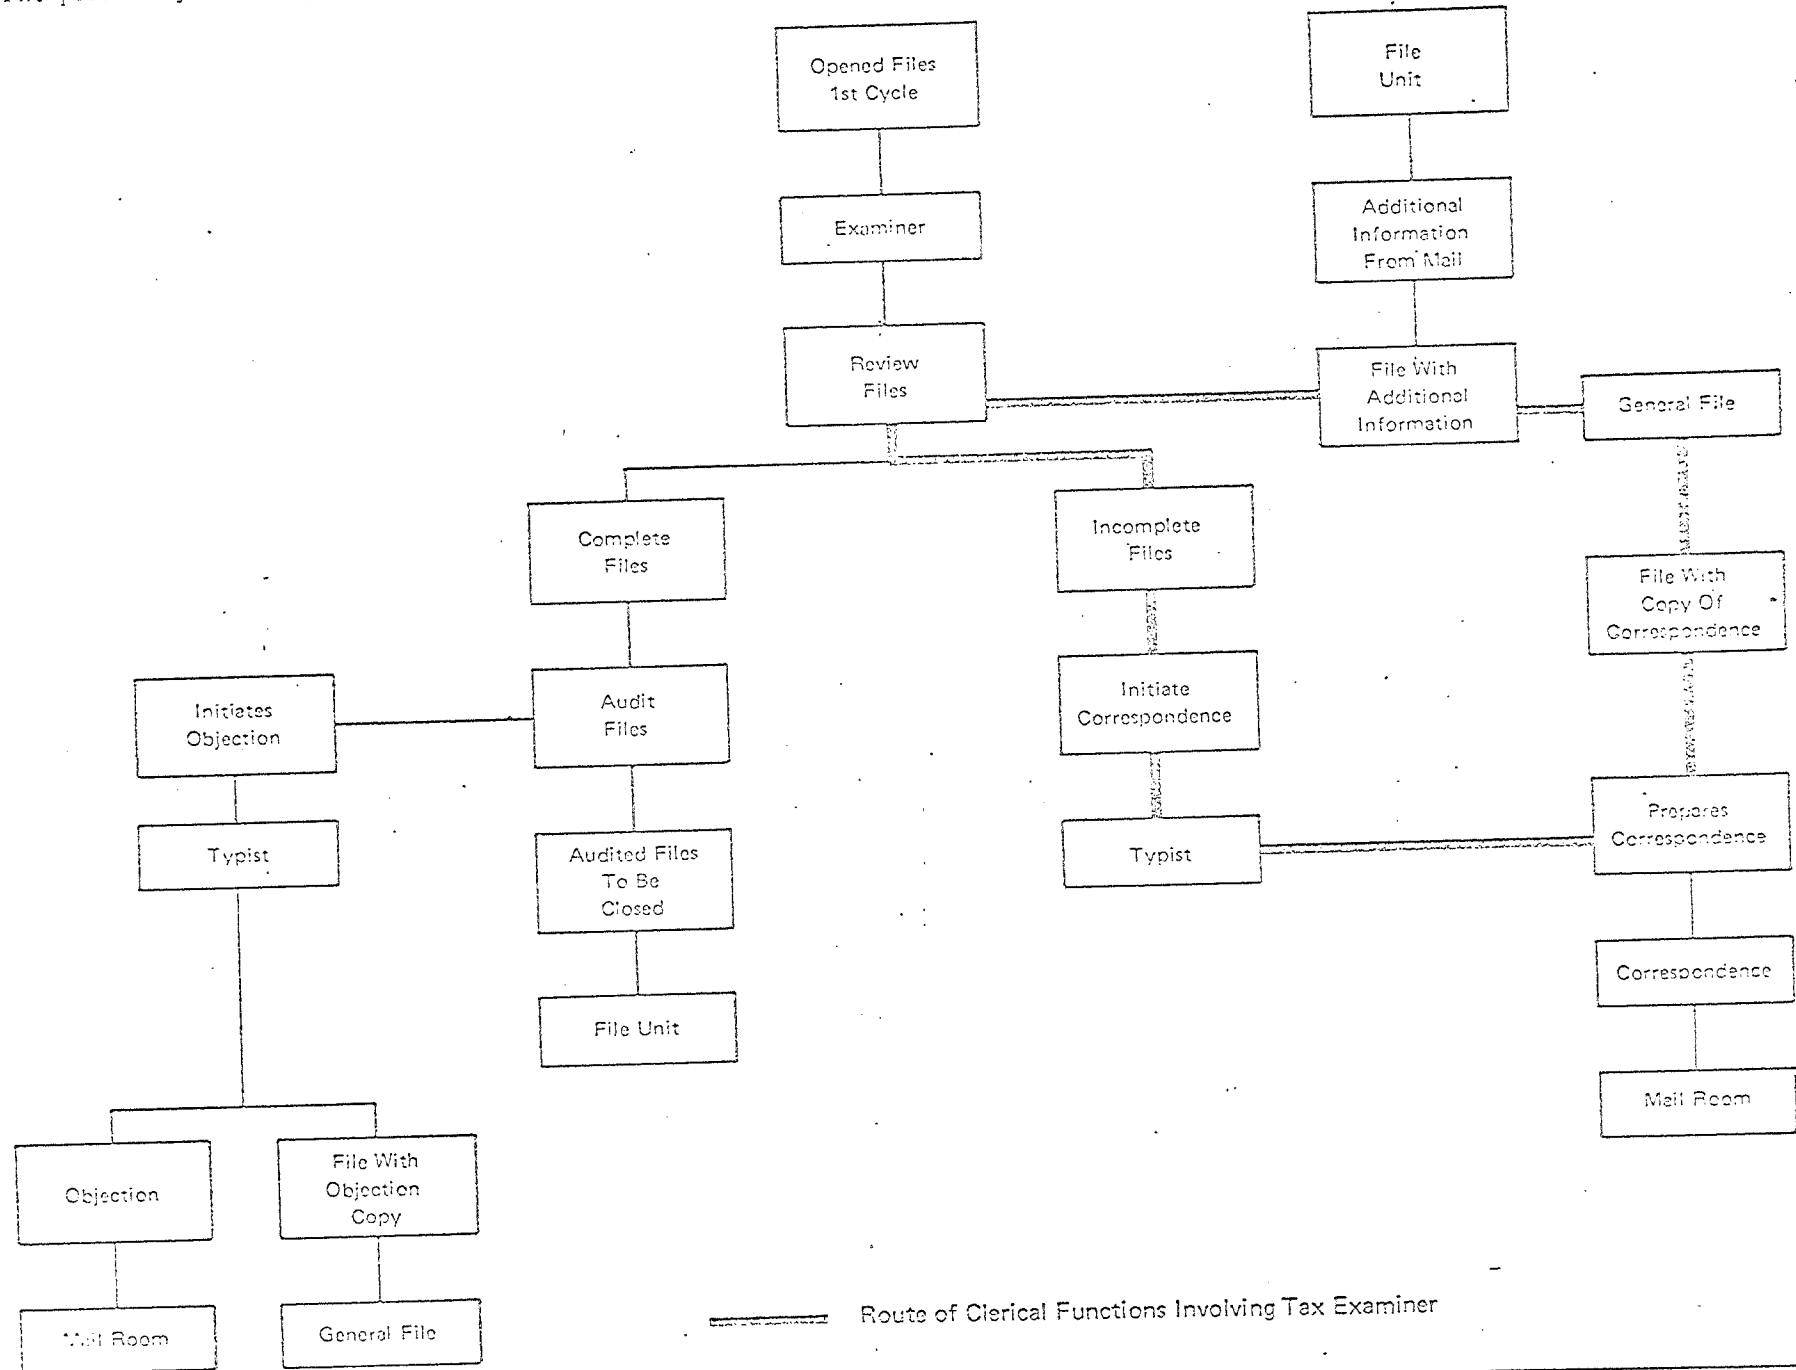 Opened Files
1st Cycle
File
Unit
Examiner
Additional
Information
From Mail
Review
Files
File With
Additional
Information
General File
Complete
Files
Incomplete
Files
File With
Copy Of
Correspondence
Initiates
Objection
Audit
Files
Initiate
Correspondence
Typist
Audited Files
To Be
Closed
Typist
Prepares
Correspondence
File Unit
Correspondence
Mail Room
Objection
File With
Objection
Copy
Mail Room
General File
Route of Clerical Functions Involving Tax Examiner